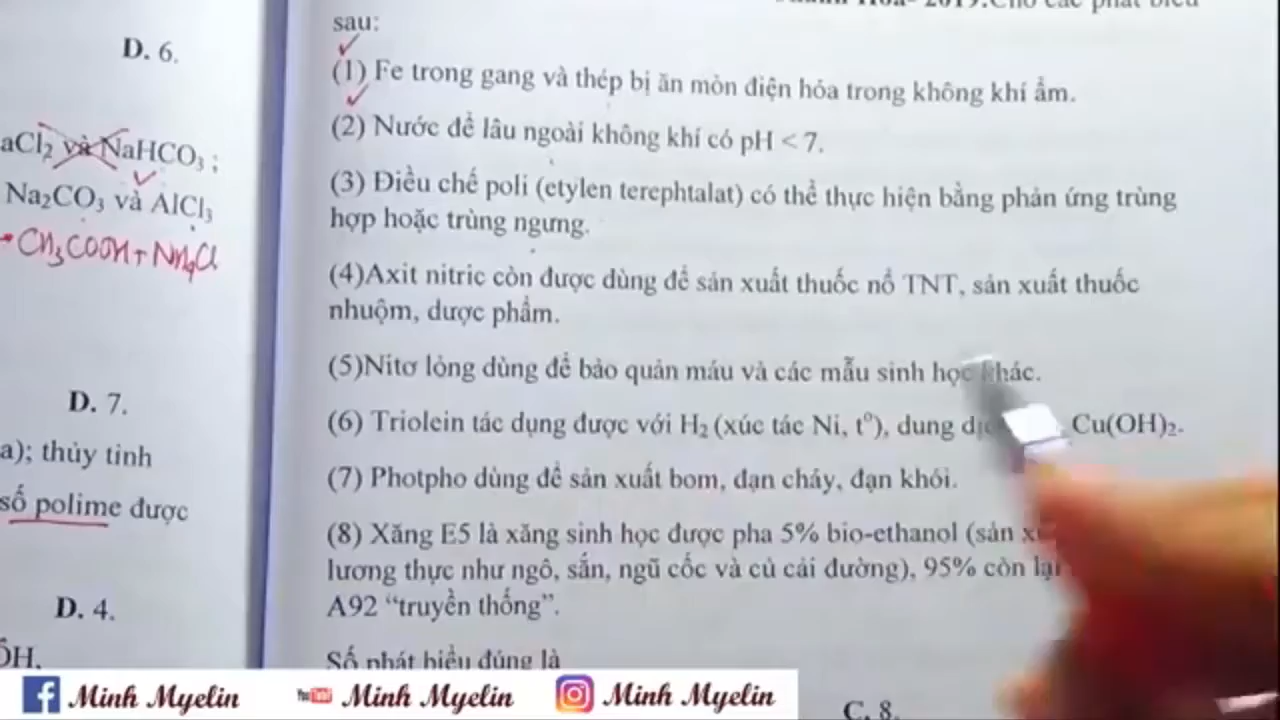 D. 6.
aCl₂ và NaHCO₃ ;
Na₂CO₃ và AlCl₃
CH₃COOH + NH₄Cl
D. 7.
a); thủy tinh
số polime được
D. 4.
ÔH.
2019.Cho các phát biểu
sau:
(1) Fe trong gang và thép bị ăn mòn điện hóa trong không khí ẩm.
(2) Nước để lâu ngoài không khí có pH < 7.
(3) Điều chế poli (etylen terephtalat) có thể thực hiện bằng phản ứng trùng
hợp hoặc trùng ngưng.
(4)Axit nitric còn được dùng để sản xuất thuốc nổ TNT, sản xuất thuốc
nhuộm, dược phẩm.
(5)Nitơ lỏng dùng để bảo quản máu và các mẫu sinh học khác.
(6) Triolein tác dụng được với H₂ (xúc tác Ni, t°), dung Cu(OH)₂.
(7) Photpho dùng để sản xuất bom, đạn cháy, đạn khói.
(8) Xăng E5 là xăng sinh học được pha 5% bio-ethanol (sản
lương thực như ngô, sắn, ngũ cốc và củ cải đường), 95% còn lại
A92 “truyền thống”.
Số phát biểu đúng là
C. 8.
Minh Myelin YouTube Minh Myelin Minh Myelin